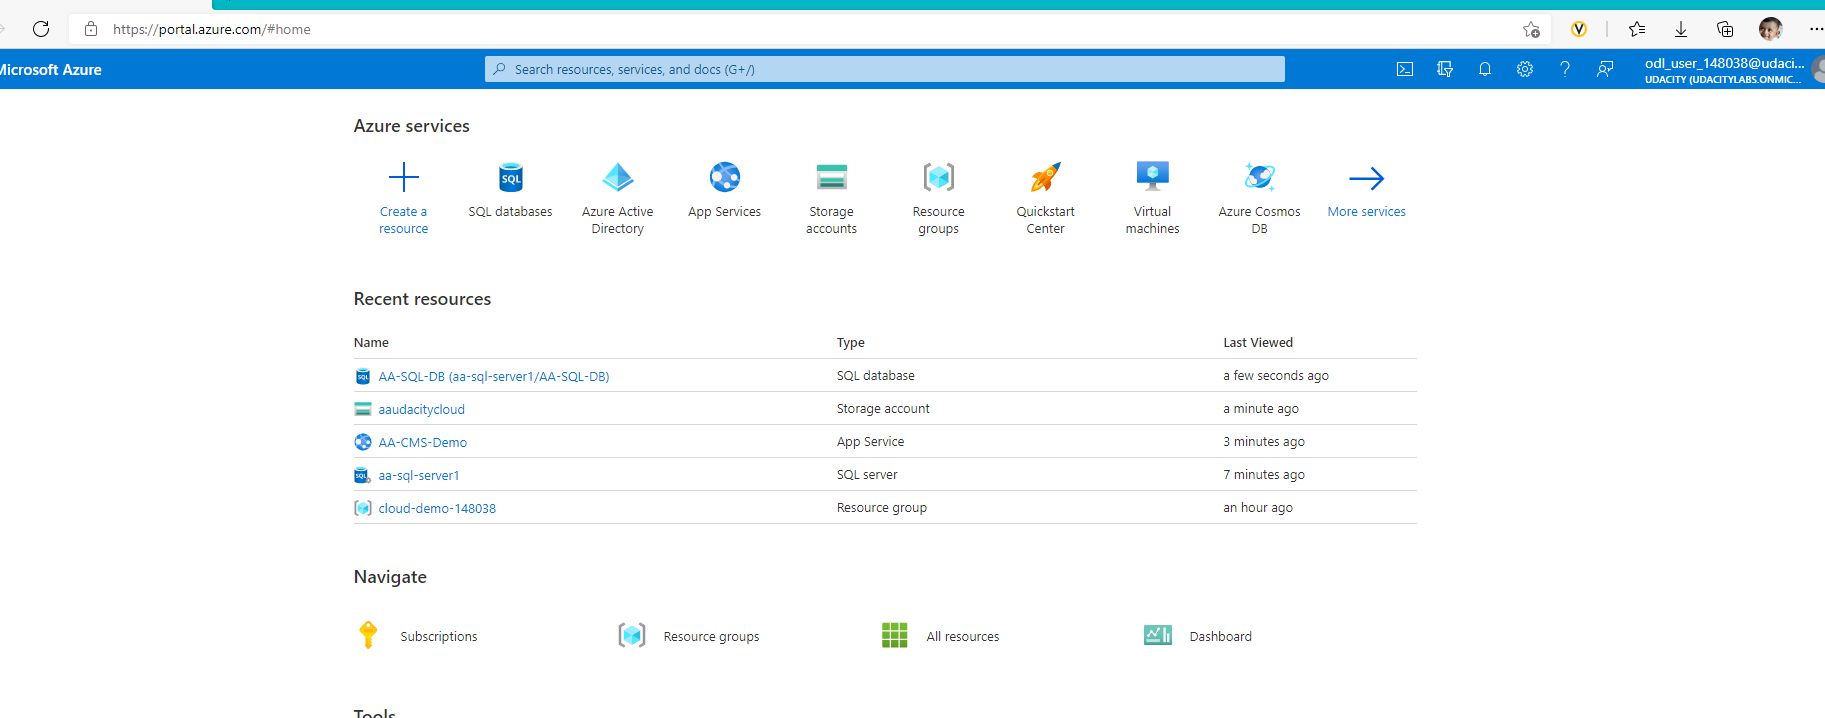 https://portal.azure.com/#home
Microsoft Azure
Search resources, services, and docs (G+/)
odl_user_148038@udaci...
UDACITY (UDACITYLABS.ONMIC...
Azure services
Create a resource
SQL
SQL databases
Azure Active Directory
App Services
Storage accounts
Resource groups
Quickstart Center
Virtual machines
Azure Cosmos DB
More services
Recent resources
Name Type Last Viewed
AA-SQL-DB (aa-sql-server1/AA-SQL-DB) SQL database a few seconds ago
aaudacitycloud Storage account a minute ago
AA-CMS-Demo App Service 3 minutes ago
aa-sql-server1 SQL server 7 minutes ago
cloud-demo-148038 Resource group an hour ago
Navigate
Subscriptions Resource groups All resources Dashboard
Tools